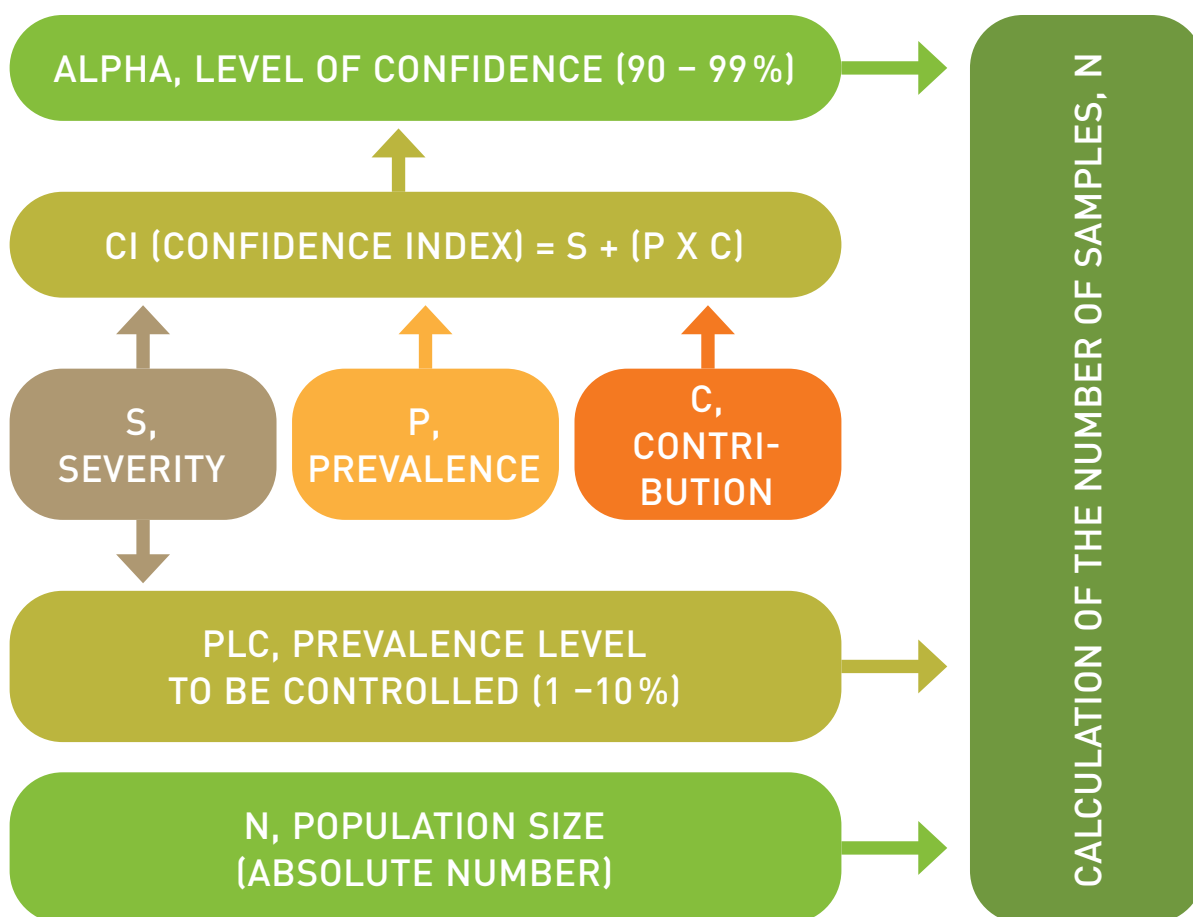 ALPHA, LEVEL OF CONFIDENCE (90 – 99 %)
CI (CONFIDENCE INDEX) = S + (P X C)
S,
SEVERITY
P,
PREVALENCE
C,
CONTRI-
BUTION
PLC, PREVALENCE LEVEL
TO BE CONTROLLED (1 –10 %)
N, POPULATION SIZE
(ABSOLUTE NUMBER)
CALCULATION OF THE NUMBER OF SAMPLES, N